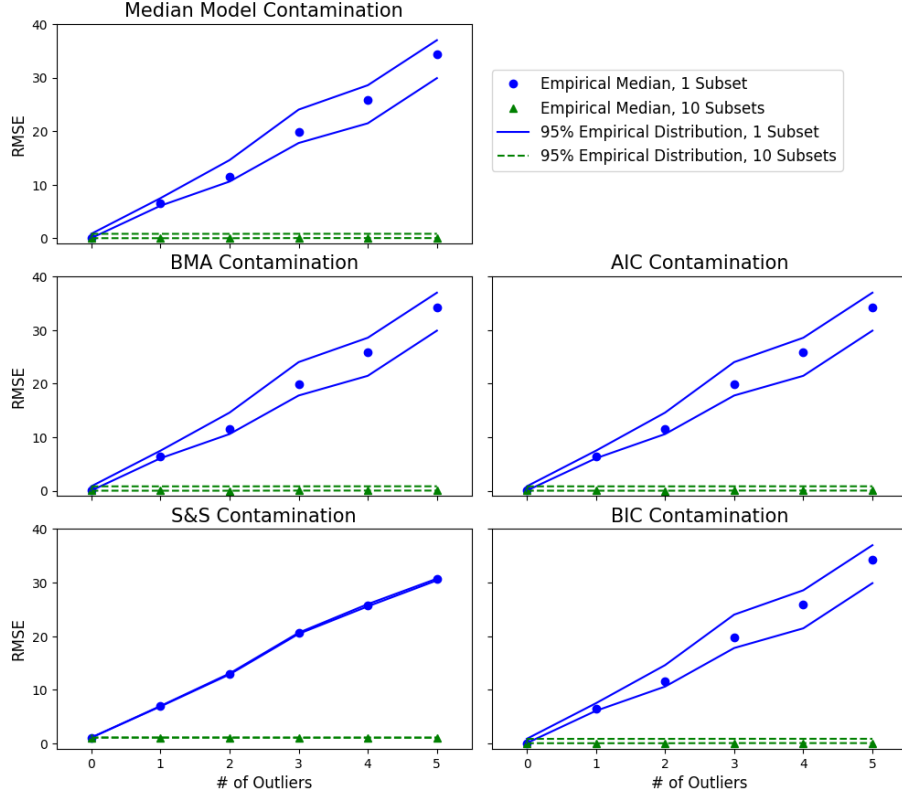 Median Model Contamination
40
30
20
10
0
RMSE
Empirical Median, 1 Subset
Empirical Median, 10 Subsets
95% Empirical Distribution, 1 Subset
95% Empirical Distribution, 10 Subsets
BMA Contamination
40
30
20
10
0
RMSE
AIC Contamination
S&S Contamination
40
30
20
10
0
RMSE
0 1 2 3 4 5
# of Outliers
BIC Contamination
0 1 2 3 4 5
# of Outliers